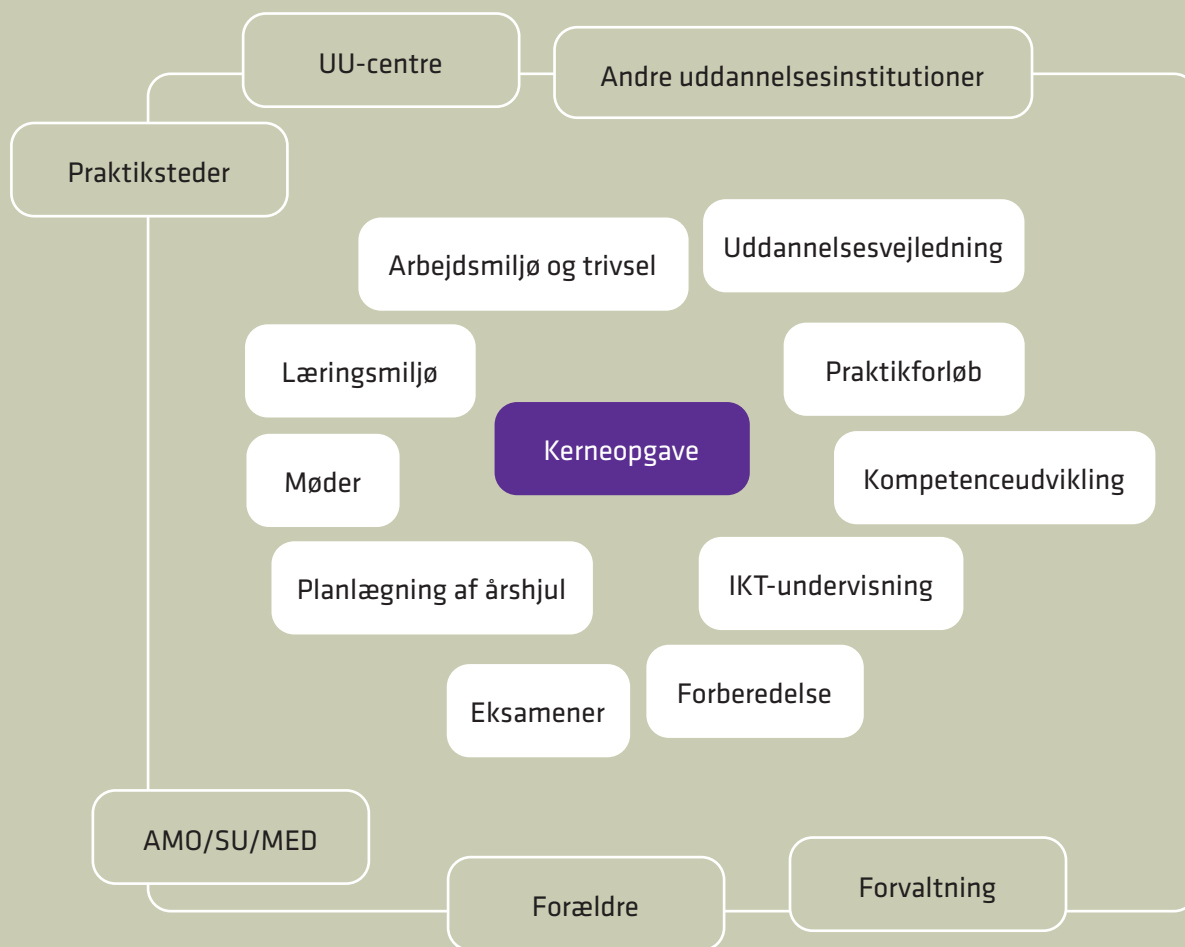 UU-centre
Andre uddannelsesinstitutioner
Praktiksteder
Uddannelsesvejledning
Arbejdsmiljø og trivsel
Læringsmiljø
Praktikforløb
Kerneopgave
Møder
Kompetenceudvikling
Planlægning af årshjul
IKT-undervisning
Eksamener
Forberedelse
AMO/SU/MED
Forældre
Forvaltning